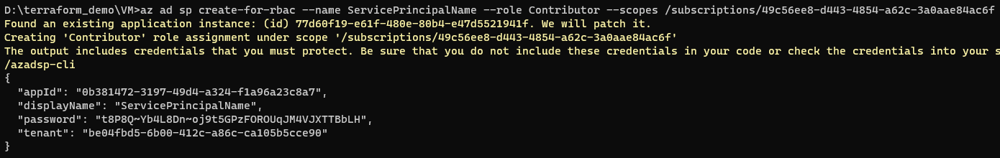 D:\terraform_demo\VM>az ad sp create-for-rbac --name ServicePrincipalName --role Contributor --scopes /subscriptions/49c56ee8-d443-4854-a62c-3a0aae84ac6f
Found an existing application instance: (id) 77d60f19-e61f-480e-80b4-e47d5521941f. We will patch it.
Creating 'Contributor' role assignment under scope '/subscriptions/49c56ee8-d443-4854-a62c-3a0aae84ac6f'
The output includes credentials that you must protect. Be sure that you do not include these credentials in your code or check the credentials into your s
/azadsp-cli
{
  "appId": "0b381472-3197-49d4-a324-f1a96a23c8a7",
  "displayName": "ServicePrincipalName",
  "password": "t8P8Q~Yb4L8Dn~oj9t5GPzFOROUqJM4VJXTTBbLH",
  "tenant": "be04fbd5-6b00-412c-a86c-ca105b5cce90"
}